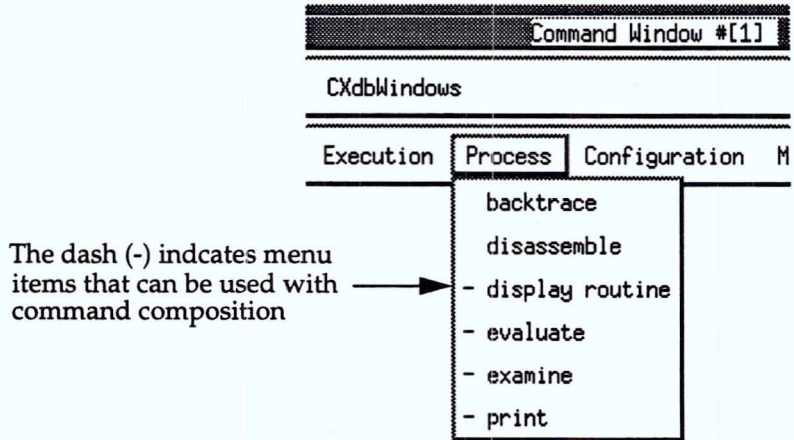 Command Window #[1]
CXdbWindows
Execution Process Configuration M
backtrace
disassemble
- display routine
- evaluate
- examine
- print
The dash (-) indcates menu
items that can be used with
command composition